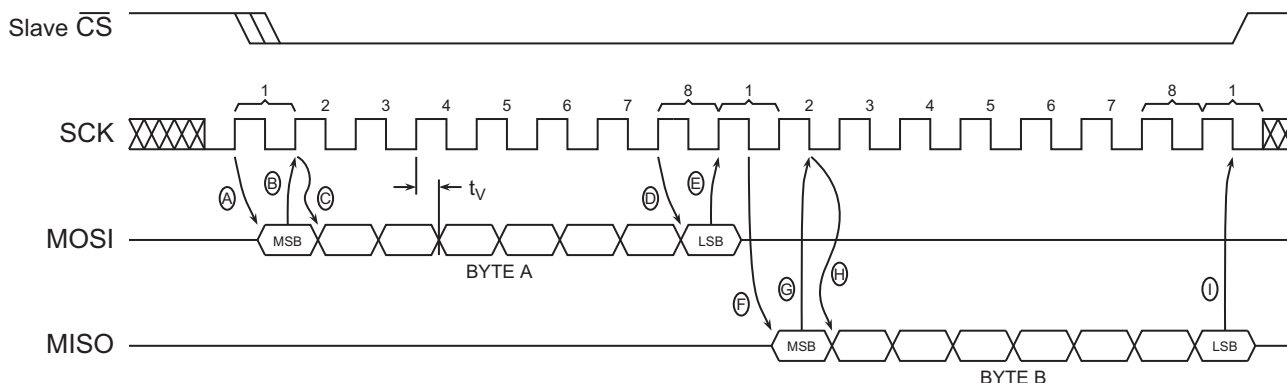 Slave CS
1 2 3 4 5 6 7 8 1 2 3 4 5 6 7 8 1
SCK
A B C tV D E
MOSI MSB LSB
BYTE A
F G H I
MISO MSB LSB
BYTE B